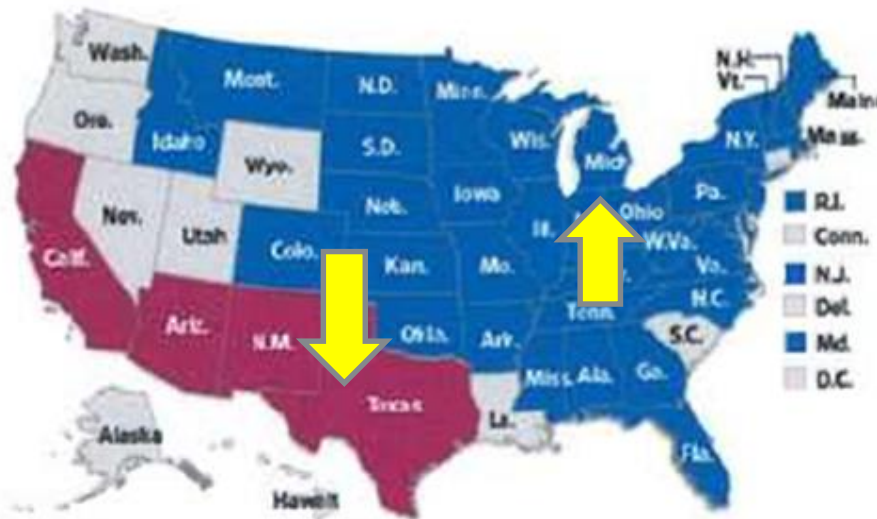 Wash.
Mont.
N.D.
Minn.
N.H.
Vt.
Maine
Ore.
Idaho
S.D.
Wis.
Mich
N.Y.
Mass.
Wyo.
Nev.
Utah
Colo.
Neb.
Iowa
Ill.
Ohio
Pa.
R.I.
W.Va.
Conn.
Calif.
Kan.
Mo.
Va.
N.J.
Ariz.
N.M.
Okla.
Ark.
Tenn.
N.C.
Del.
S.C.
Md.
Texas
Miss.
Ala.
Ga.
D.C.
La.
Alaska
Fla.
Hawaii